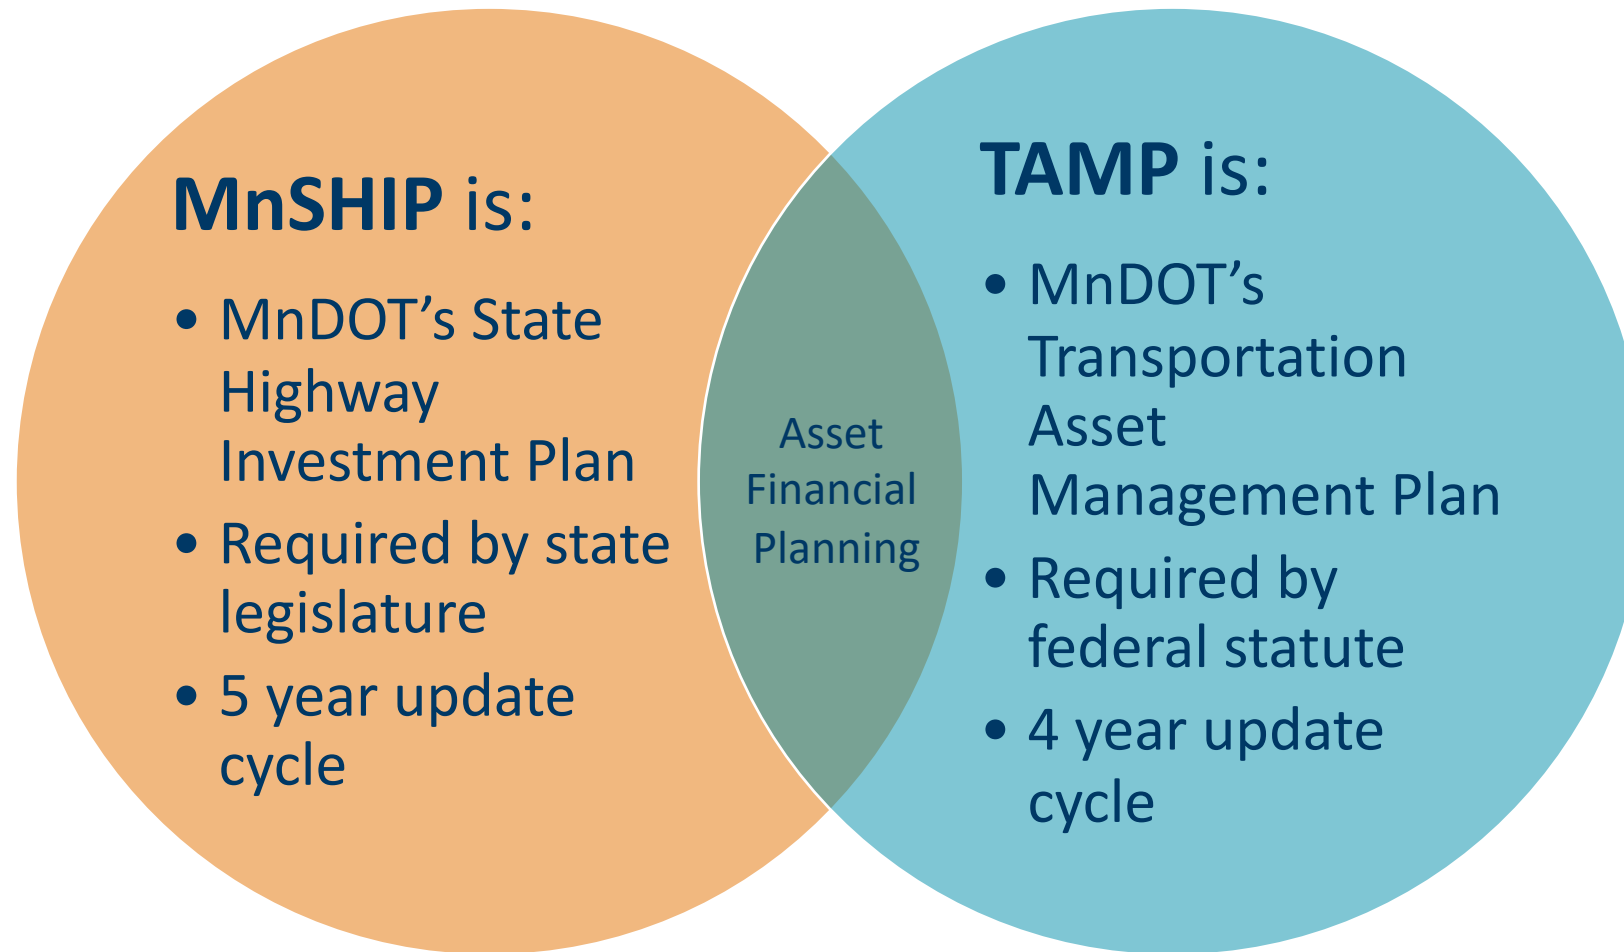 MnSHIP is:
• MnDOT’s State
Highway
Investment Plan
• Required by state
legislature
• 5 year update
cycle
Asset
Financial
Planning
TAMP is:
• MnDOT’s
Transportation
Asset
Management Plan
• Required by
federal statute
• 4 year update
cycle